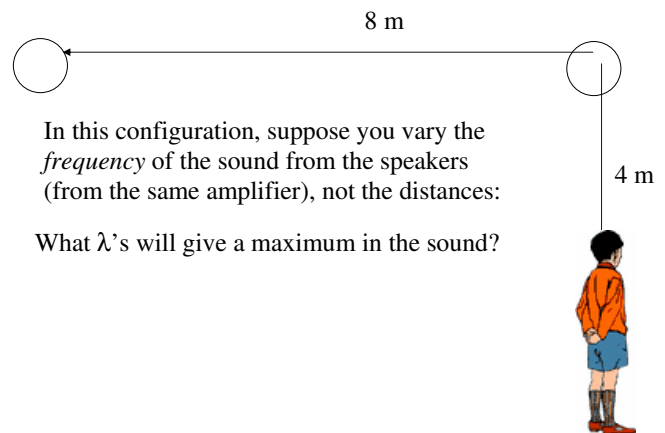 8 m
In this configuration, suppose you vary the
frequency of the sound from the speakers
(from the same amplifier), not the distances:
4 m
What λ's will give a maximum in the sound?